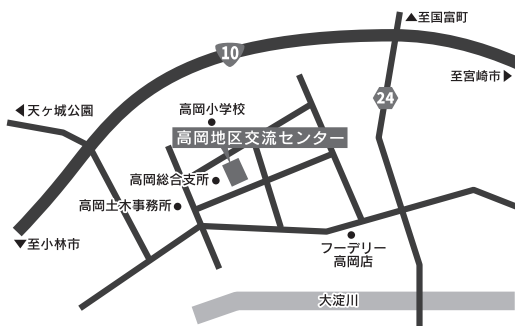 ▲至国富町
10
至宮崎市▶
24
◀天ケ城公園
高岡小学校
高岡地区交流センター
高岡総合支所
高岡土木事務所
▼至小林市
フーデリー
高岡店
大淀川